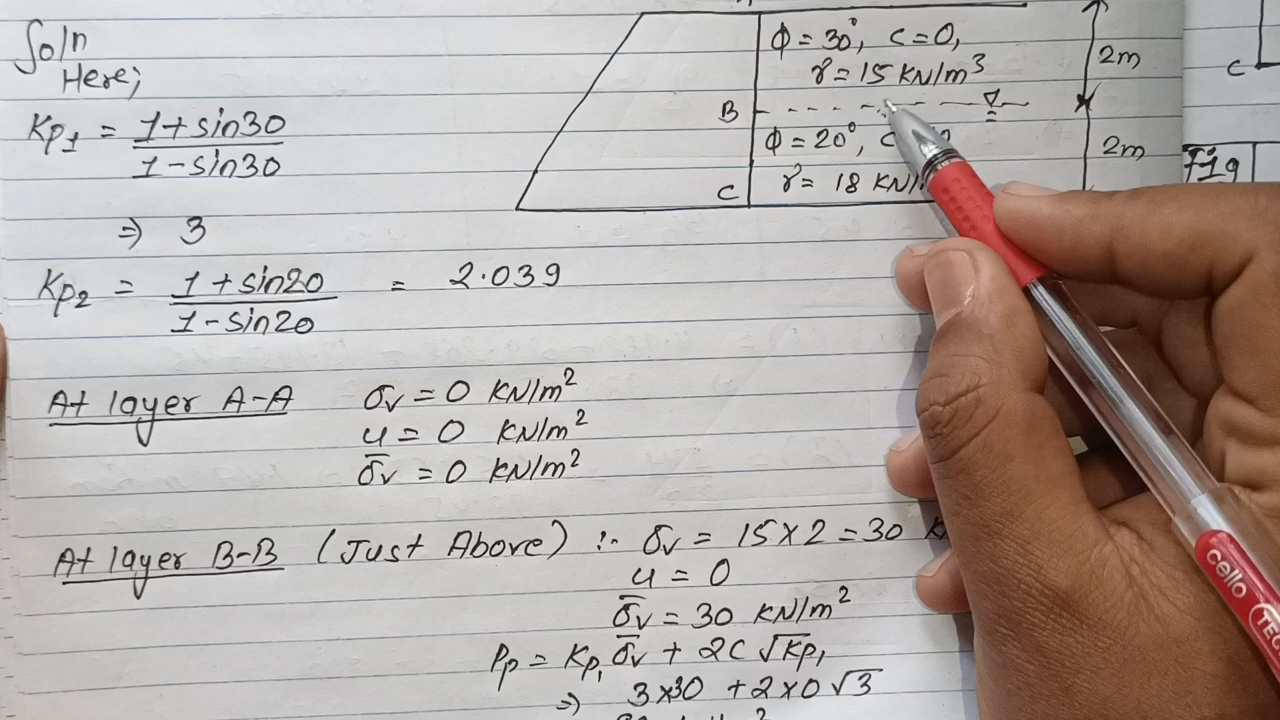 Soln
Here;
Kp1 = 1+sin30
1-sin30
⇒ 3
Kp2 = 1+sin20 = 2.039
1-sin20
ϕ = 30°, c=0,
γ = 15 KN/m³
2m
B
ϕ = 20°, c
2m
C
γ = 18 KN/
C
Fig
At layer A-A σv = 0 KN/m²
u = 0 KN/m²
σ̅v = 0 KN/m²
At layer B-B (Just Above) :- σv = 15×2 = 30
u = 0
σ̅v = 30 KN/m²
Pp = Kp1 σ̅v + 2C √Kp1
⇒ 3×30 + 2×0√3
cello